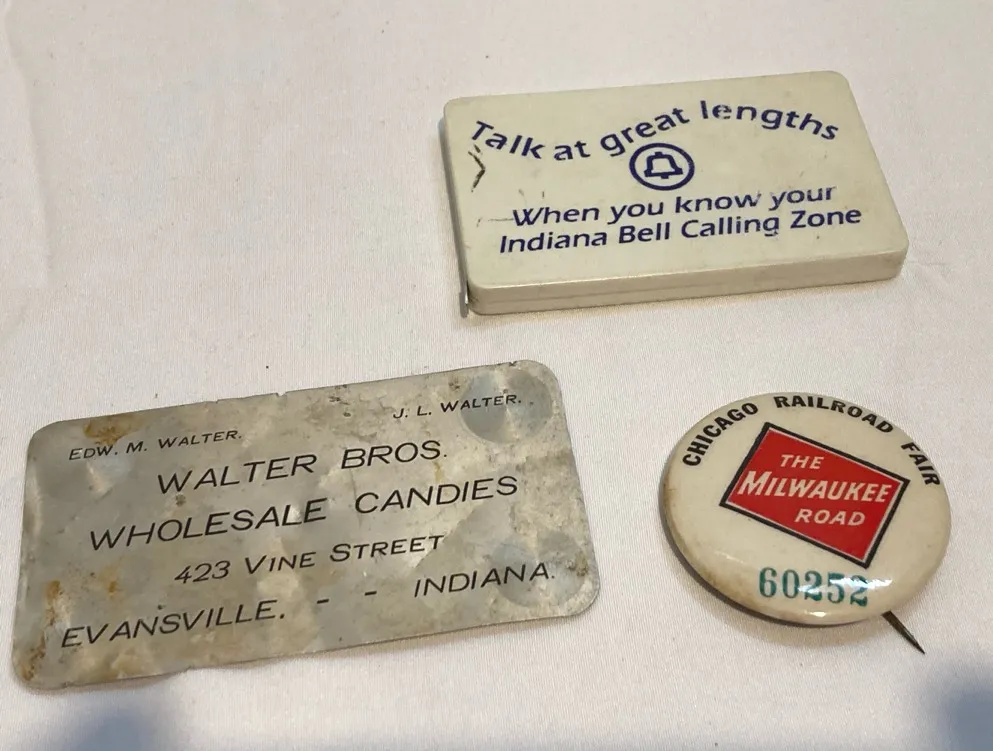 Talk at great lengths
When you know your
Indiana Bell Calling Zone
EDW. M. WALTER.
J. L. WALTER.
WALTER BROS.
WHOLESALE CANDIES
423 VINE STREET
EVANSVILLE. - - INDIANA.
CHICAGO RAILROAD FAIR
THE
MILWAUKEE
ROAD
60252